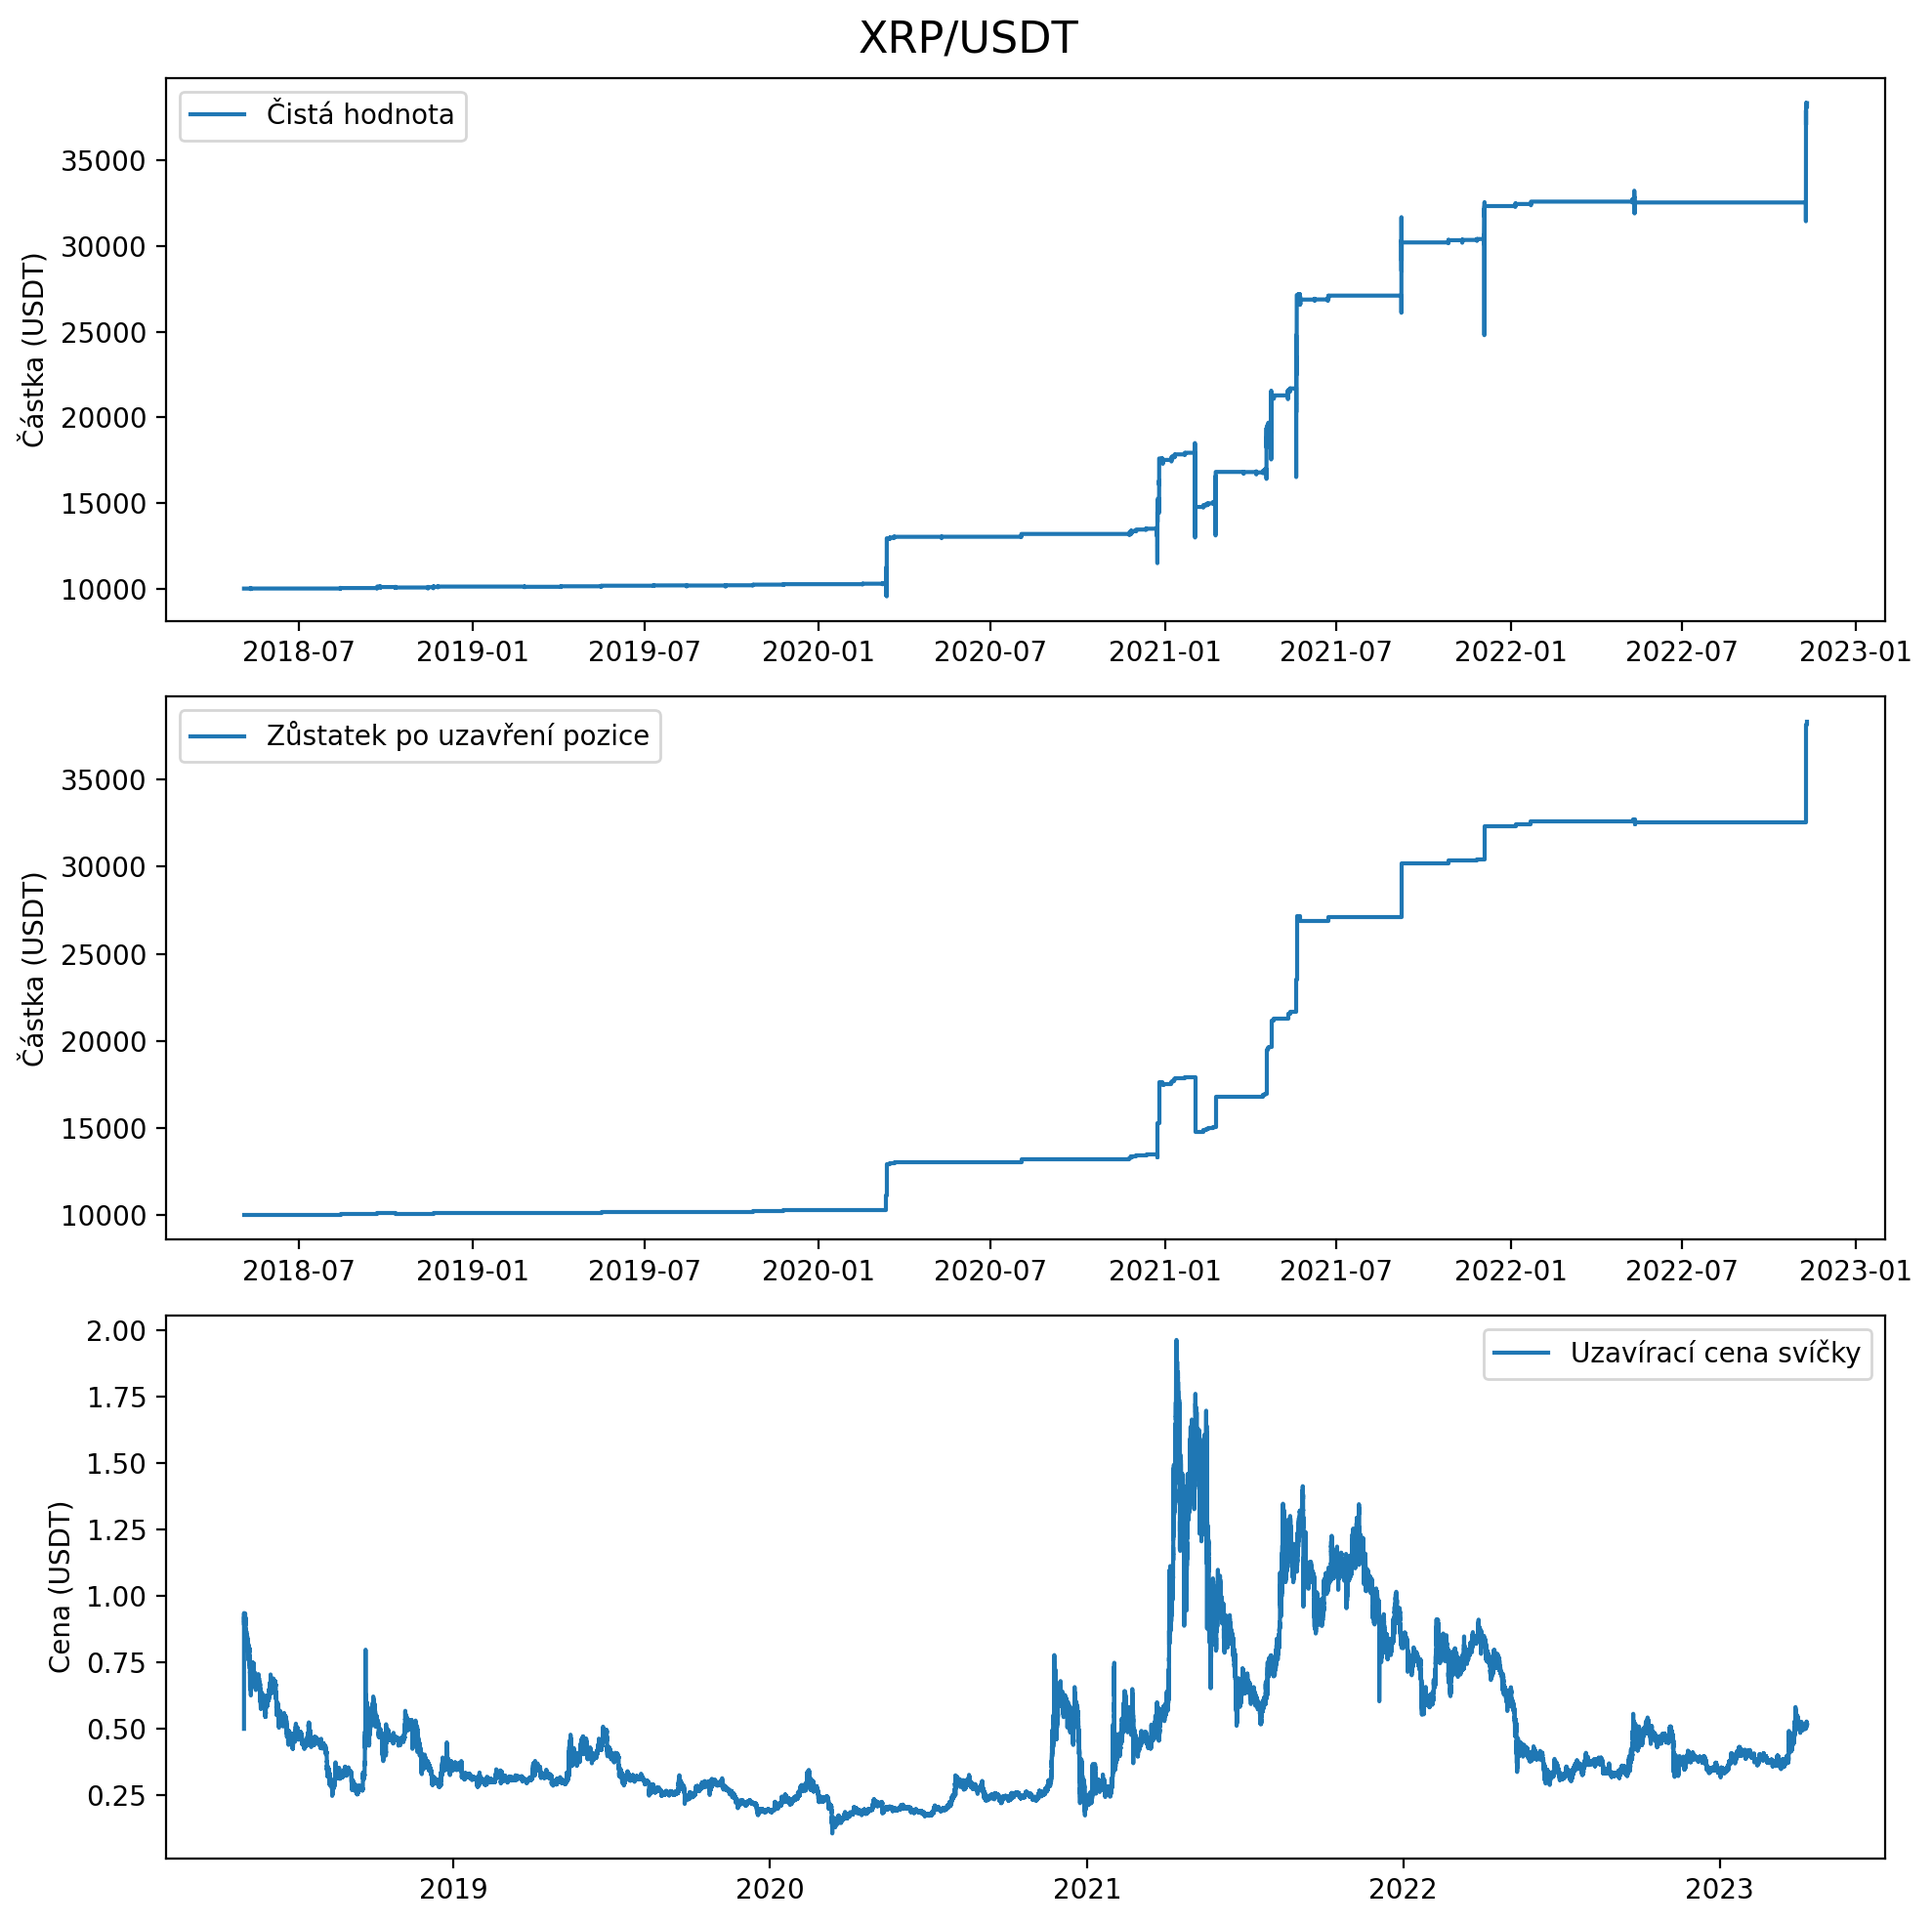 XRP/USDT
Čistá hodnota
Částka (USDT)
35000
30000
25000
20000
15000
10000
2018-07 2019-01 2019-07 2020-01 2020-07 2021-01 2021-07 2022-01 2022-07 2023-01
Zůstatek po uzavření pozice
Částka (USDT)
35000
30000
25000
20000
15000
10000
2018-07 2019-01 2019-07 2020-01 2020-07 2021-01 2021-07 2022-01 2022-07 2023-01
Uzavírací cena svíčky
Cena (USDT)
2.00
1.75
1.50
1.25
1.00
0.75
0.50
0.25
2019 2020 2021 2022 2023